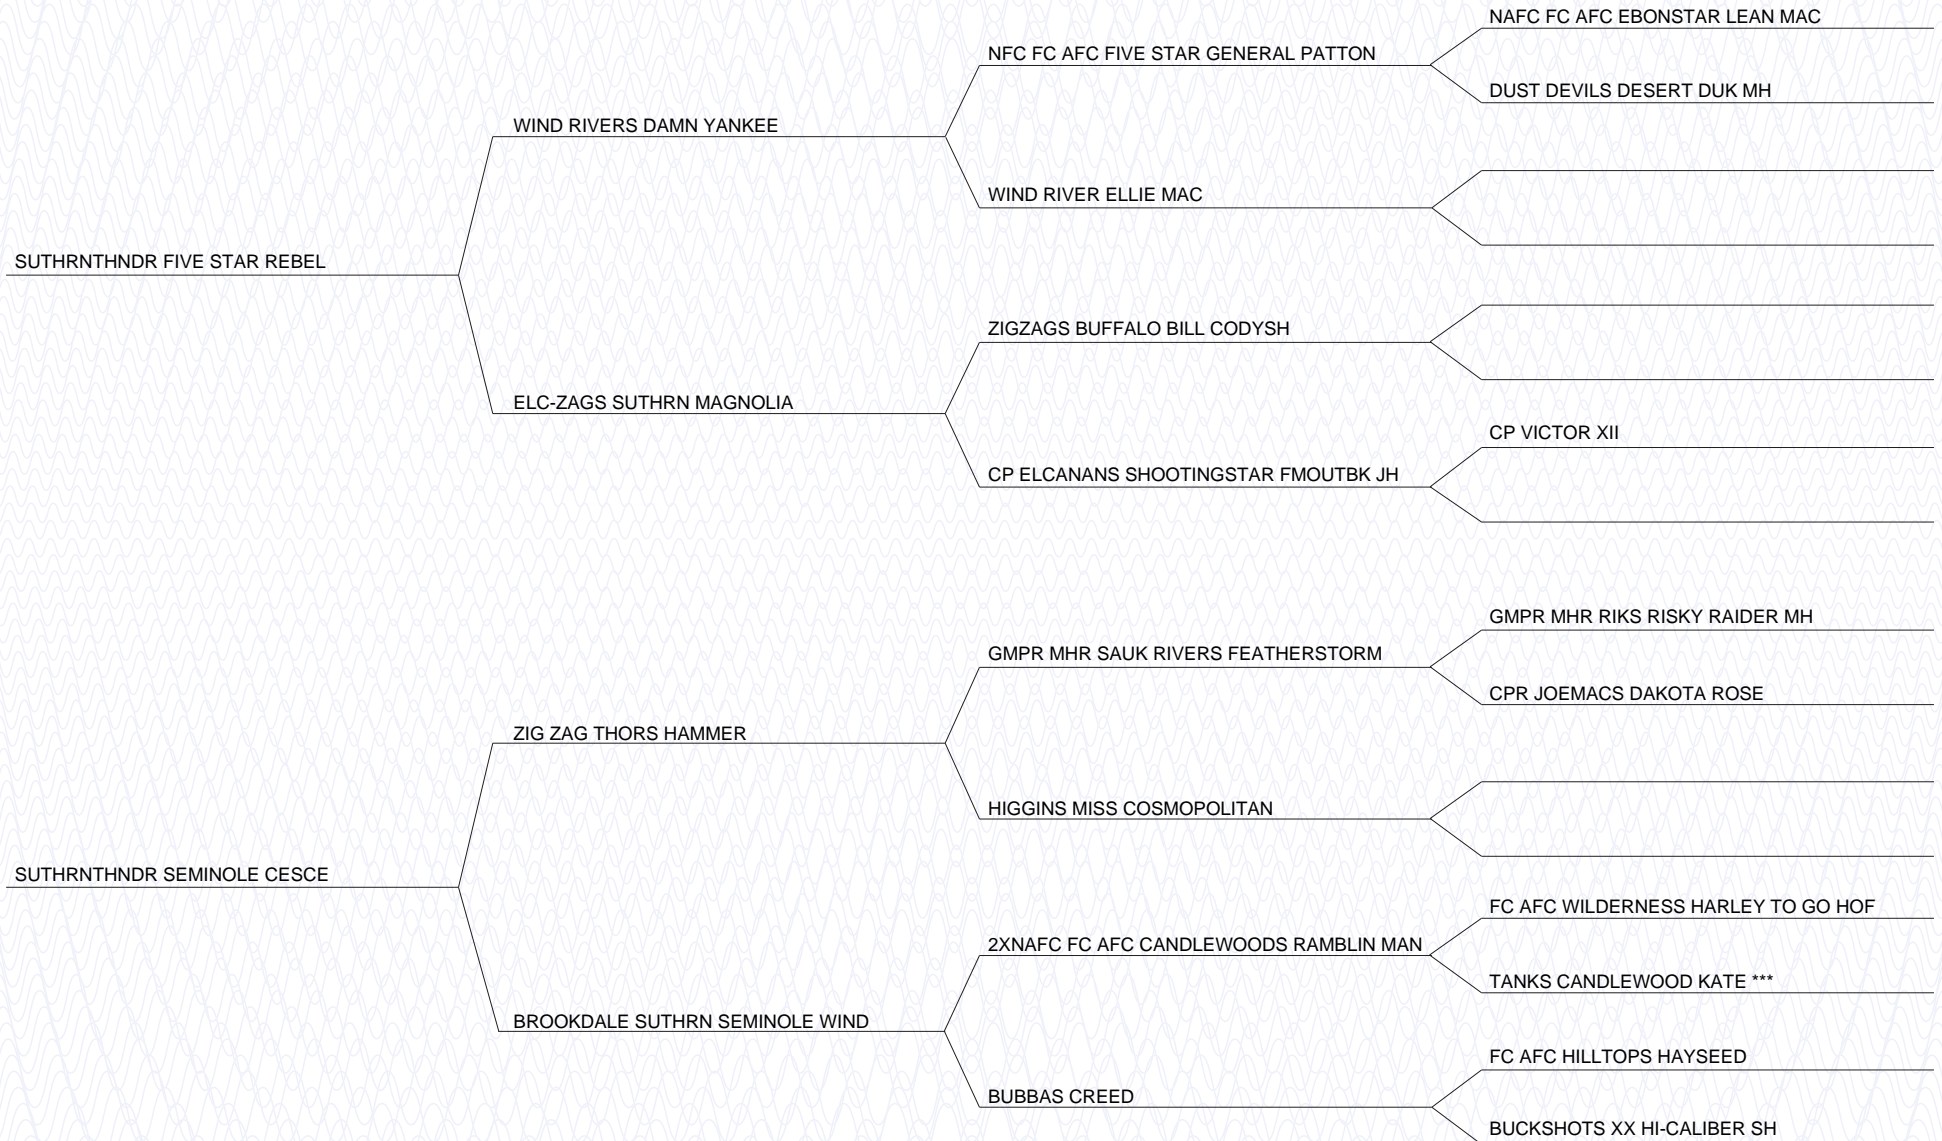 NAFC FC AFC EBONSTAR LEAN MAC
NFC FC AFC FIVE STAR GENERAL PATTON
DUST DEVILS DESERT DUK MH
WIND RIVERS DAMN YANKEE
WIND RIVER ELLIE MAC
SUTHRNTHNDR FIVE STAR REBEL
ZIGZAGS BUFFALO BILL CODYSH
ELC-ZAGS SUTHRN MAGNOLIA
CP VICTOR XII
CP ELCANANS SHOOTINGSTAR FMOUTBK JH
GMPR MHR RIKS RISKY RAIDER MH
GMPR MHR SAUK RIVERS FEATHERSTORM
CPR JOEMACS DAKOTA ROSE
ZIG ZAG THORS HAMMER
HIGGINS MISS COSMOPOLITAN
SUTHRNTHNDR SEMINOLE CESCE
FC AFC WILDERNESS HARLEY TO GO HOF
2XNAFC FC AFC CANDLEWOODS RAMBLIN MAN
TANKS CANDLEWOOD KATE ***
BROOKDALE SUTHRN SEMINOLE WIND
FC AFC HILLTOPS HAYSEED
BUBBAS CREED
BUCKSHOTS XX HI-CALIBER SH